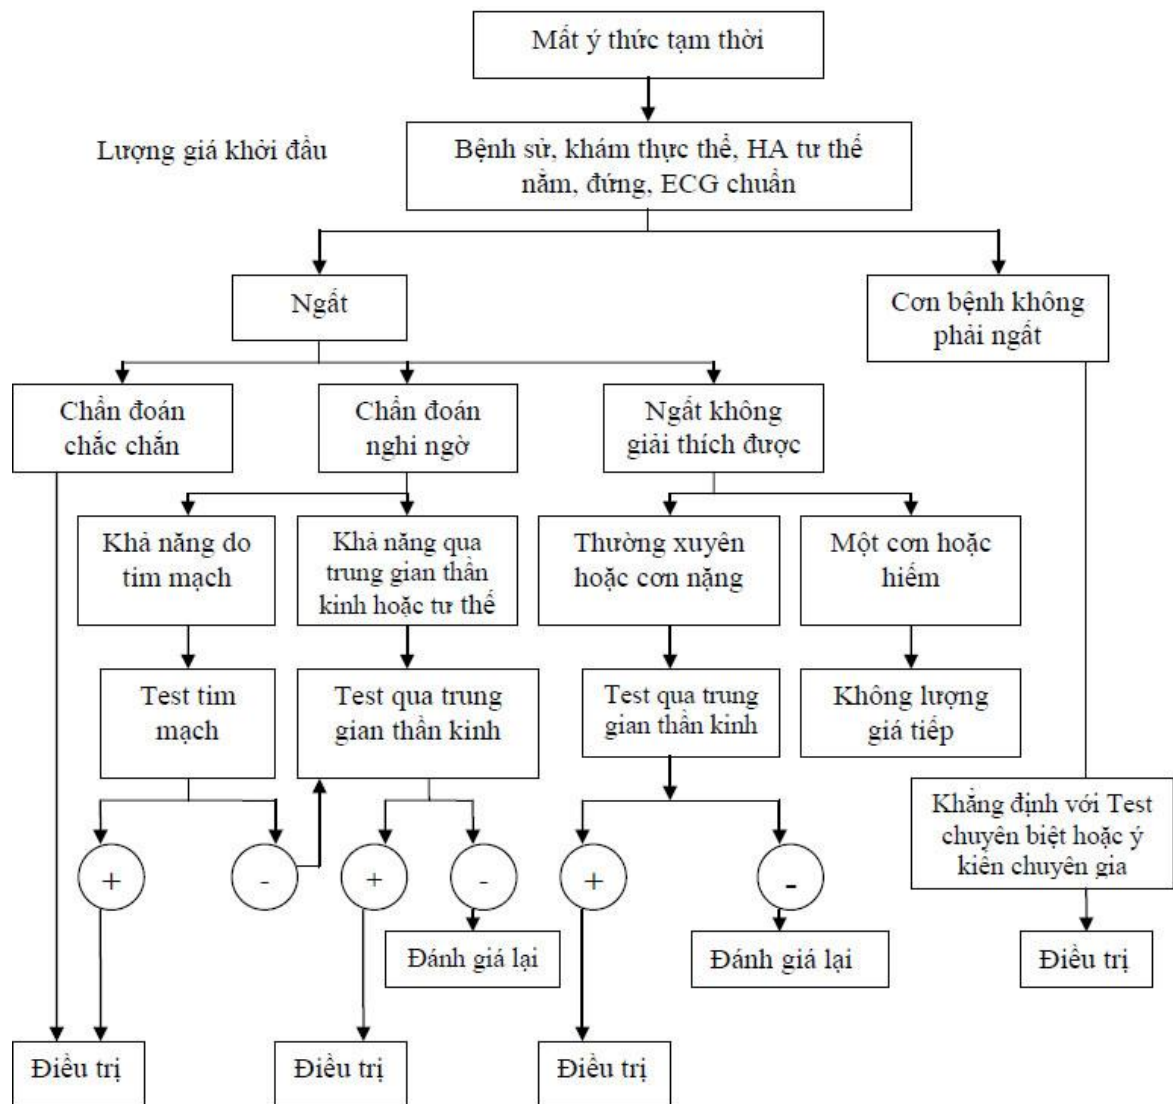 Mất ý thức tạm thời
Lượng giá khởi đầu
Bệnh sử, khám thực thể, HA tư thế
nằm, đứng, ECG chuẩn
Ngất
Cơn bệnh không
phải ngất
Chẩn đoán
chắc chắn
Chẩn đoán
nghi ngờ
Ngất không
giải thích được
Khả năng do
tim mạch
Khả năng qua
trung gian thần
kinh hoặc tư thế
Thường xuyên
hoặc cơn nặng
Một cơn hoặc
hiếm
Test tim
mạch
Test qua trung
gian thần kinh
Test qua trung
gian thần kinh
Không lượng
giá tiếp
Khẳng định với Test
chuyên biệt hoặc ý
kiến chuyên gia
+
-
+
-
+
-
Đánh giá lại
Đánh giá lại
Điều trị
Điều trị
Điều trị
Điều trị